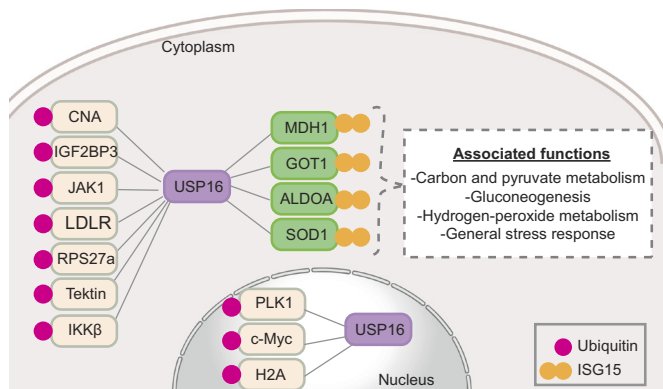 Cytoplasm
CNA
IGF2BP3
JAK1
LDLR
RPS27a
Tektin
IKKβ
USP16
MDH1
GOT1
ALDOA
SOD1
Associated functions
-Carbon and pyruvate metabolism
-Gluconeogenesis
-Hydrogen-peroxide metabolism
-General stress response
PLK1
c-Myc
H2A
USP16
Nucleus
Ubiquitin
ISG15